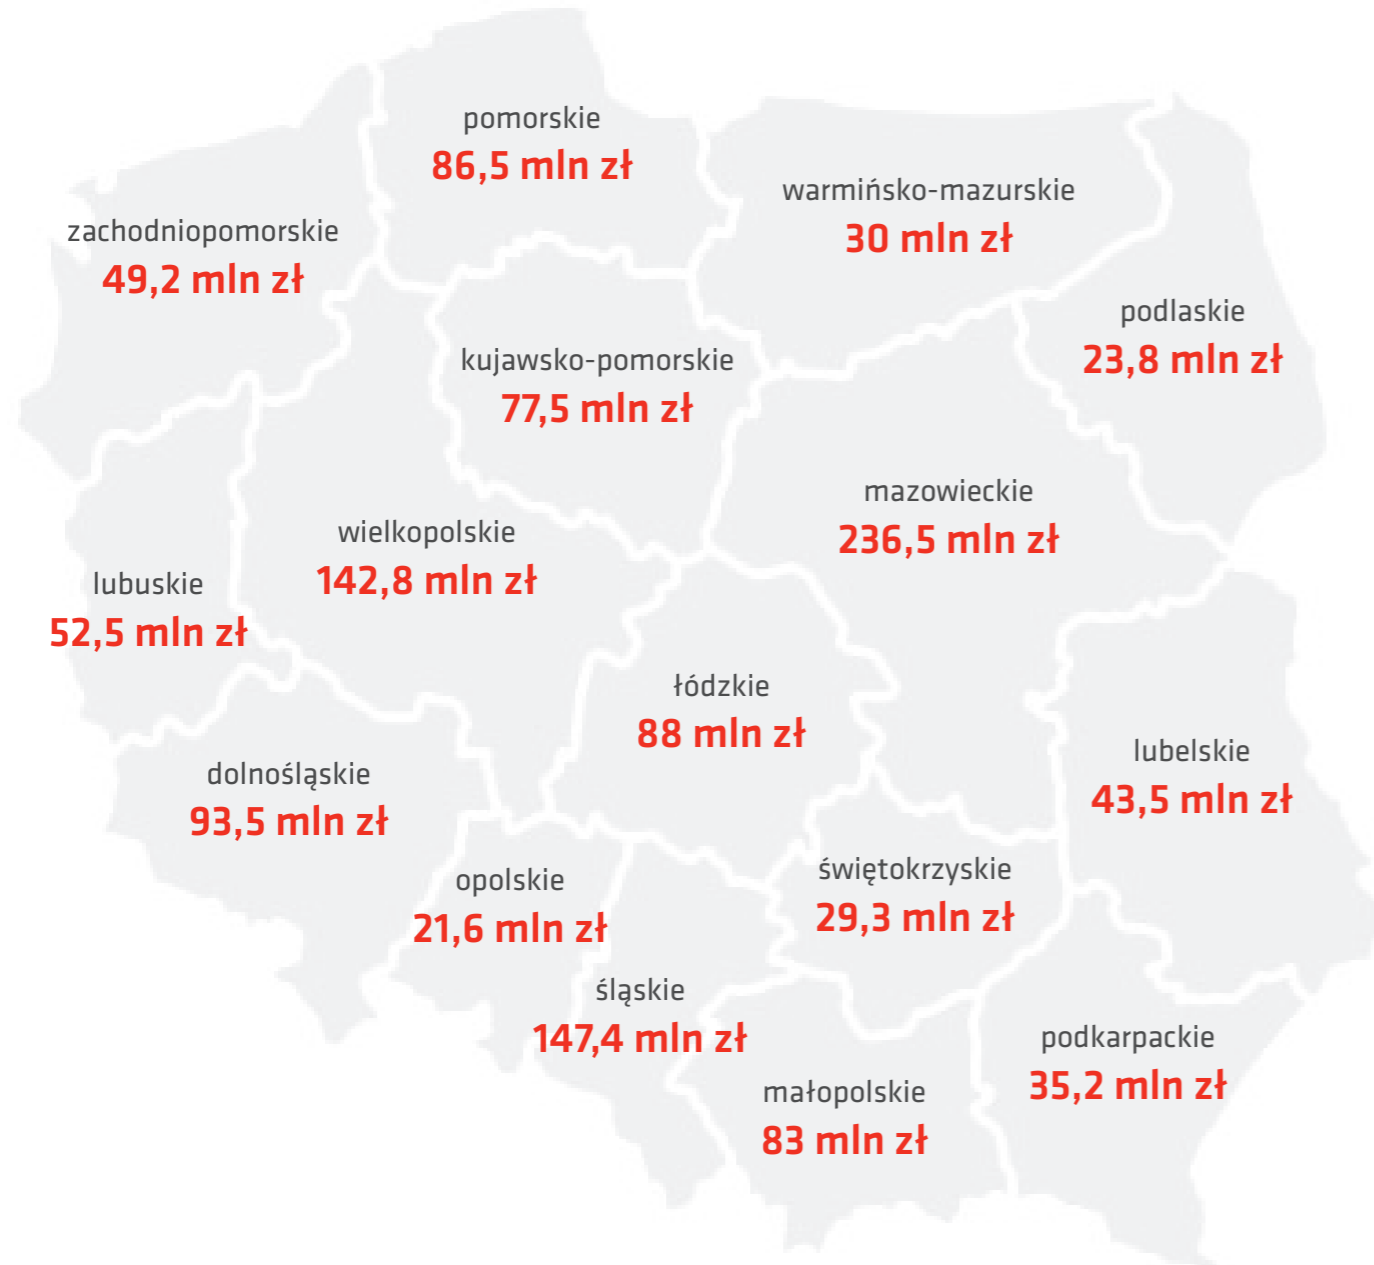 pomorskie
86,5 mln zł
warmińsko-mazurskie
30 mln zł
zachodniopomorskie
49,2 mln zł
podlaskie
23,8 mln zł
kujawsko-pomorskie
77,5 mln zł
mazowieckie
236,5 mln zł
wielkopolskie
142,8 mln zł
lubuskie
52,5 mln zł
łódzkie
88 mln zł
lubelskie
43,5 mln zł
dolnośląskie
93,5 mln zł
świętokrzyskie
29,3 mln zł
opolskie
21,6 mln zł
śląskie
147,4 mln zł
podkarpackie
35,2 mln zł
małopolskie
83 mln zł